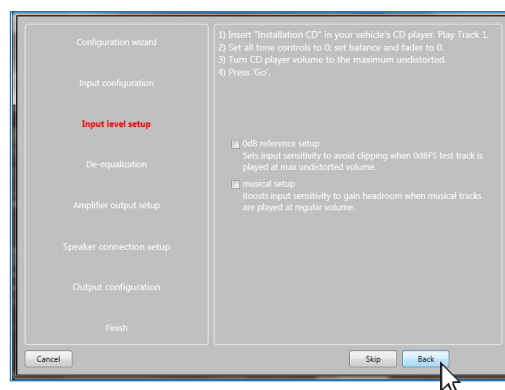 Configuration wizard
Input configuration
Input level setup
De-equalization
Amplifier output setup
Speaker connection setup
Output configuration
Finish
1) Insert "Installation CD" in your vehicle's CD player. Play Track 1.
2) Set all tone controls to 0; set balance and fader to 0.
3) Turn CD player volume to the maximum undistorted.
4) Press 'Go'.
0dB reference setup
Sets input sensitivity to avoid clipping when 0dBFS test track is
played at max undistorted volume.
musical setup
Boosts input sensitivity to gain headroom when musical tracks
are played at regular volume.
Cancel
Skip
Back